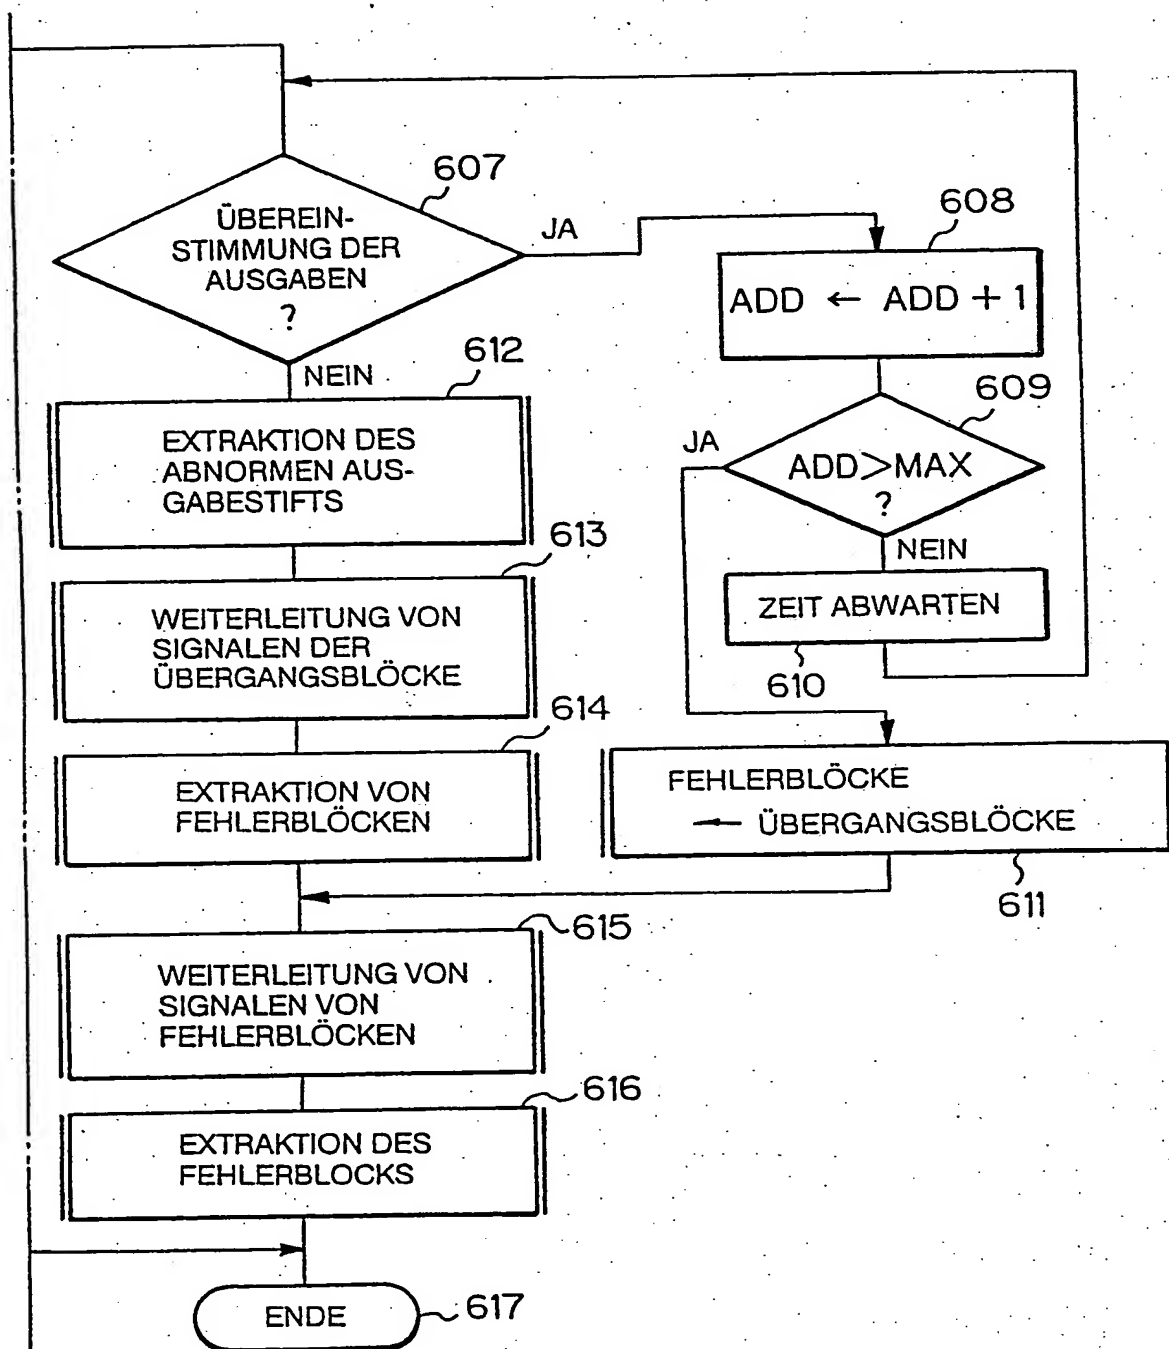 607
ÜBEREIN-
STIMMUNG DER
AUSGABEN
?
JA
NEIN
608
ADD ← ADD + 1
609
ADD>MAX
?
JA
NEIN
ZEIT ABWARTEN
610
FEHLERBLÖCKE
← ÜBERGANGSBLÖCKE
611
612
EXTRAKTION DES
ABNORMEN AUS-
GABESTIFTS
613
WEITERLEITUNG VON
SIGNALEN DER
ÜBERGANGSBLÖCKE
614
EXTRAKTION VON
FEHLERBLÖCKEN
615
WEITERLEITUNG VON
SIGNALEN VON
FEHLERBLÖCKEN
616
EXTRAKTION DES
FEHLERBLOCKS
ENDE
617